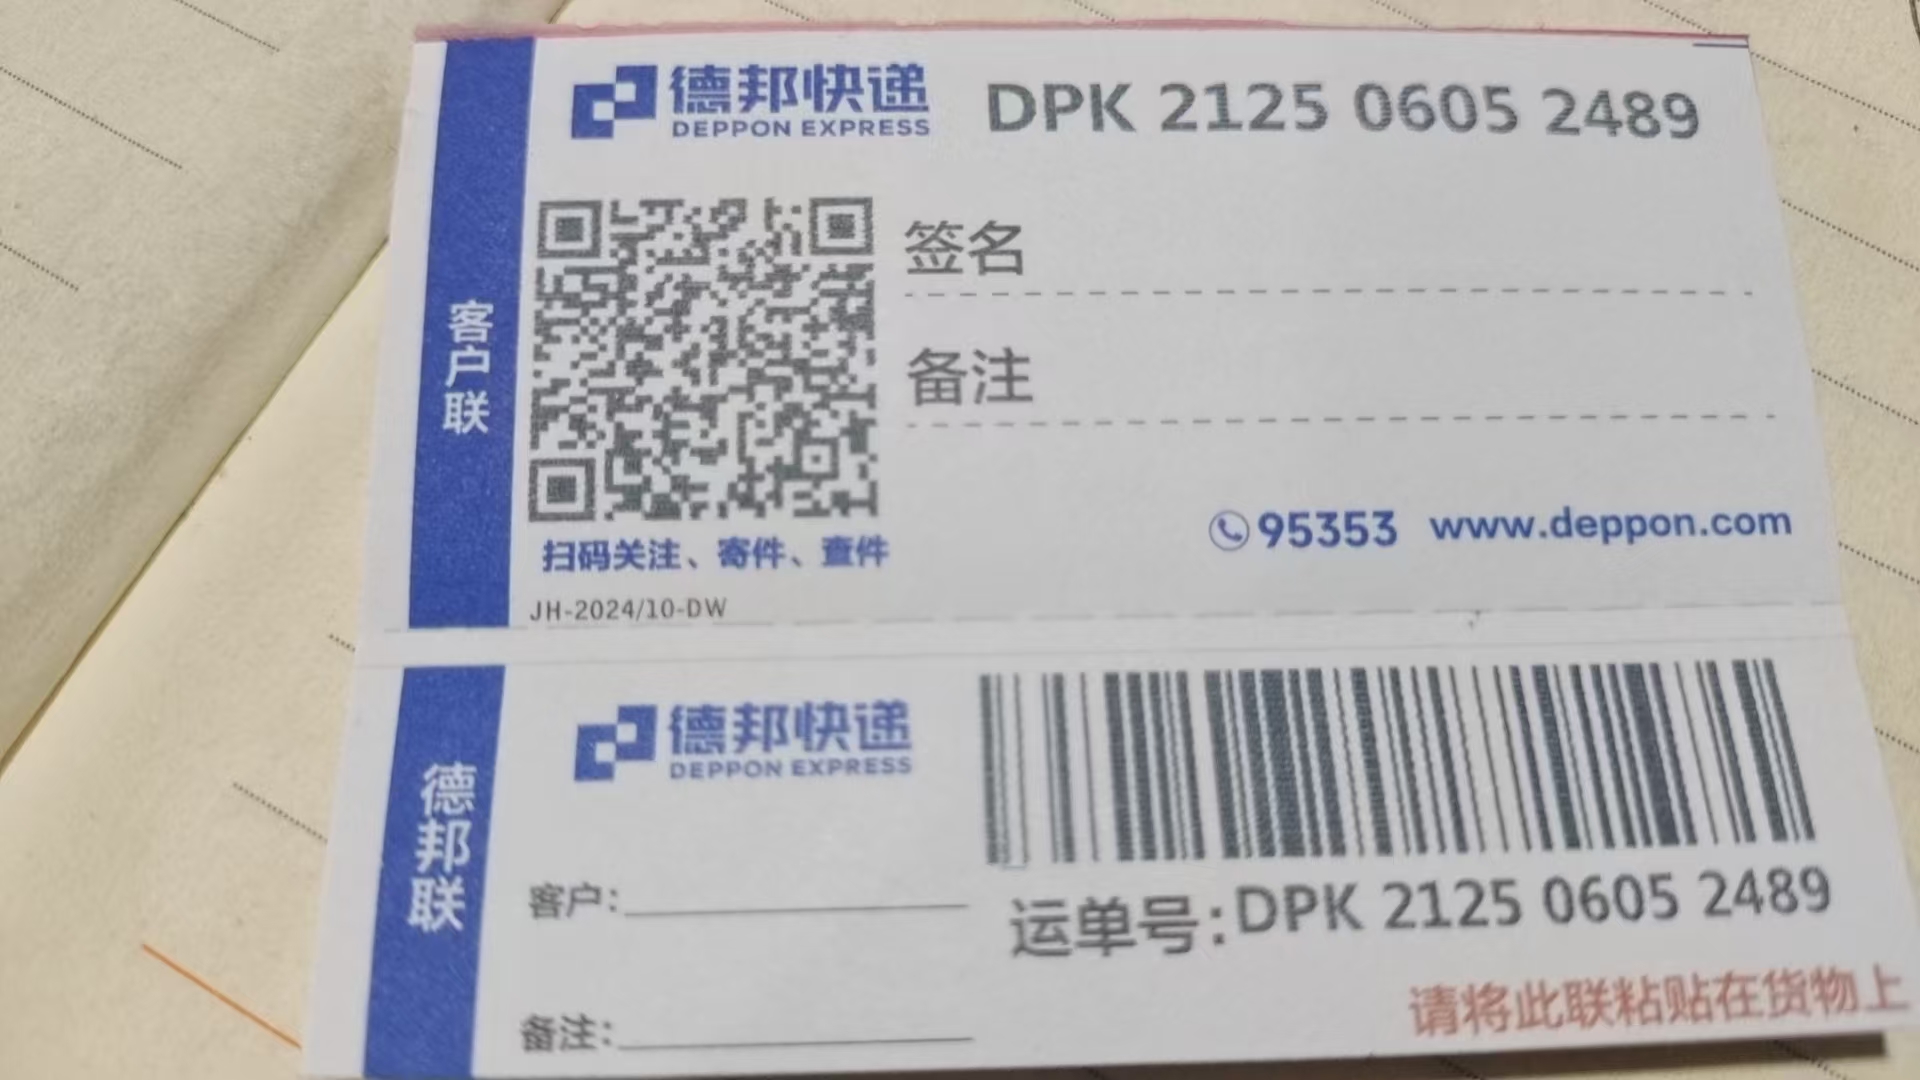 德邦快递
DEPPON EXPRESS
DPK 2125 0605 2489
客户联
签名
备注
扫码关注、寄件、查件
95353 www.deppon.com
JH-2024/10-DW
德邦联
德邦快递
DEPPON EXPRESS
客户:
运单号:DPK 2125 0605 2489
备注:
请将此联粘贴在货物上